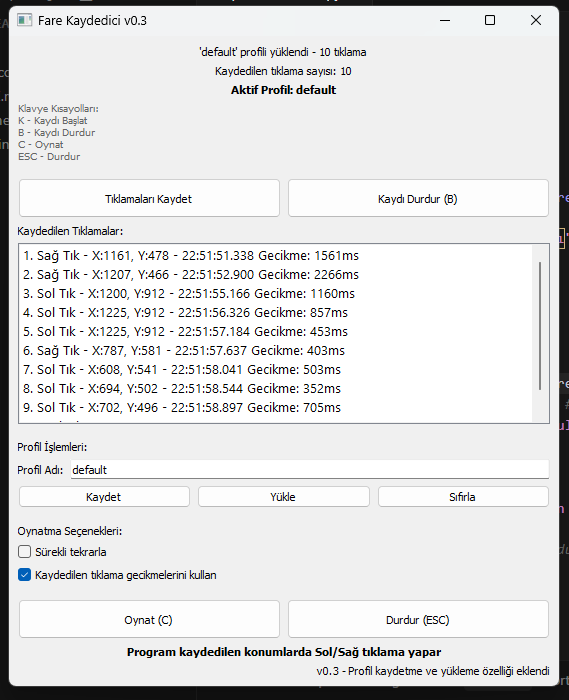 Fare Kaydedici v0.3
'default' profili yüklendi - 10 tıklama
Kaydedilen tıklama sayısı: 10
Aktif Profil: default
Klavye Kısayolları:
K - Kaydı Başlat
B - Kaydı Durdur
C - Oynat
ESC - Durdur
Tıklamaları Kaydet
Kaydı Durdur (B)
Kaydedilen Tıklamalar:
1. Sağ Tık - X:1161, Y:478 - 22:51:51.338 Gecikme: 1561ms
2. Sağ Tık - X:1207, Y:466 - 22:51:52.900 Gecikme: 2266ms
3. Sol Tık - X:1200, Y:912 - 22:51:55.166 Gecikme: 1160ms
4. Sol Tık - X:1225, Y:912 - 22:51:56.326 Gecikme: 857ms
5. Sol Tık - X:1225, Y:912 - 22:51:57.184 Gecikme: 453ms
6. Sağ Tık - X:787, Y:581 - 22:51:57.637 Gecikme: 403ms
7. Sol Tık - X:608, Y:541 - 22:51:58.041 Gecikme: 503ms
8. Sol Tık - X:694, Y:502 - 22:51:58.544 Gecikme: 352ms
9. Sol Tık - X:702, Y:496 - 22:51:58.897 Gecikme: 705ms
Profil İşlemleri:
Profil Adı: default
Kaydet
Yükle
Sıfırla
Oynatma Seçenekleri:
Sürekli tekrarla
Kaydedilen tıklama gecikmelerini kullan
Oynat (C)
Durdur (ESC)
Program kaydedilen konumlarda Sol/Sağ tıklama yapar
v0.3 - Profil kaydetme ve yükleme özelliği eklendi